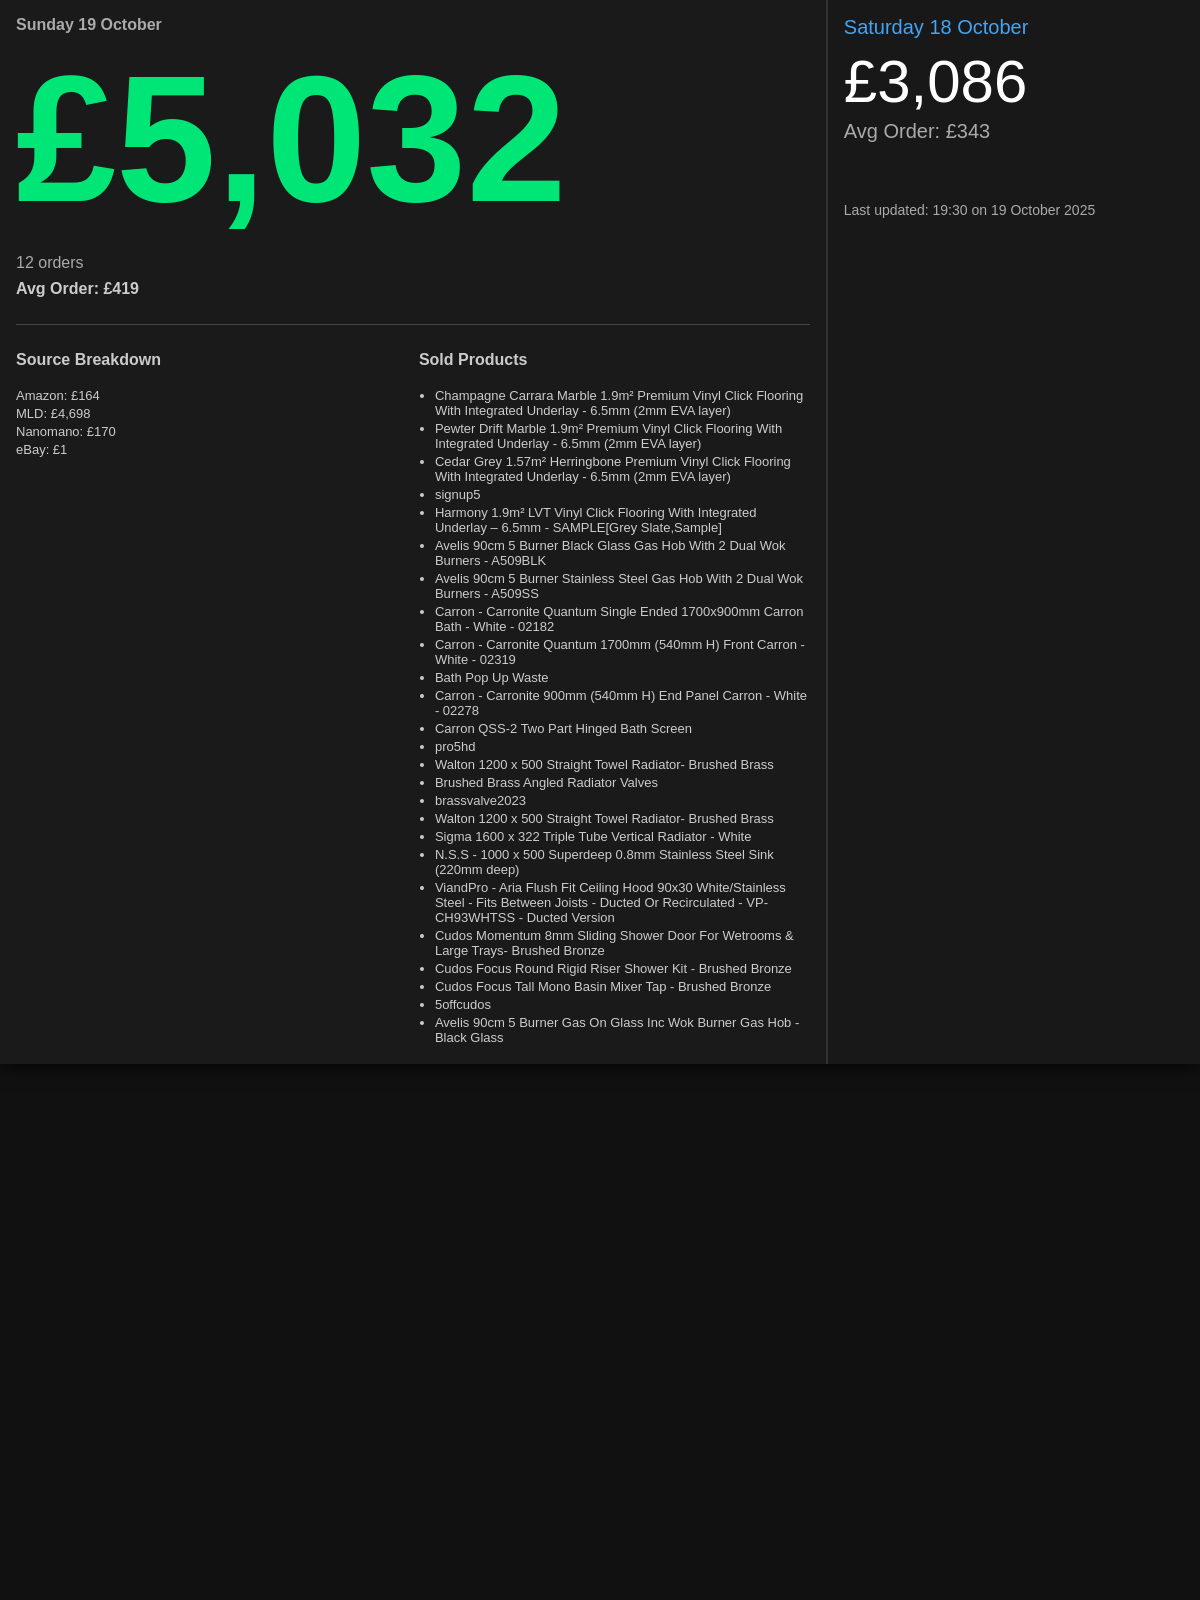 Sunday 19 October
£5,032
12 orders
Avg Order: £419
Source Breakdown
Amazon: £164
MLD: £4,698
Nanomano: £170
eBay: £1
Sold Products
• Champagne Carrara Marble 1.9m² Premium Vinyl Click Flooring
With Integrated Underlay - 6.5mm (2mm EVA layer)
• Pewter Drift Marble 1.9m² Premium Vinyl Click Flooring With
Integrated Underlay - 6.5mm (2mm EVA layer)
• Cedar Grey 1.57m² Herringbone Premium Vinyl Click Flooring
With Integrated Underlay - 6.5mm (2mm EVA layer)
• signup5
• Harmony 1.9m² LVT Vinyl Click Flooring With Integrated
Underlay – 6.5mm - SAMPLE[Grey Slate,Sample]
• Avelis 90cm 5 Burner Black Glass Gas Hob With 2 Dual Wok
Burners - A509BLK
• Avelis 90cm 5 Burner Stainless Steel Gas Hob With 2 Dual Wok
Burners - A509SS
• Carron - Carronite Quantum Single Ended 1700x900mm Carron
Bath - White - 02182
• Carron - Carronite Quantum 1700mm (540mm H) Front Carron -
White - 02319
• Bath Pop Up Waste
• Carron - Carronite 900mm (540mm H) End Panel Carron - White
- 02278
• Carron QSS-2 Two Part Hinged Bath Screen
• pro5hd
• Walton 1200 x 500 Straight Towel Radiator- Brushed Brass
• Brushed Brass Angled Radiator Valves
• brassvalve2023
• Walton 1200 x 500 Straight Towel Radiator- Brushed Brass
• Sigma 1600 x 322 Triple Tube Vertical Radiator - White
• N.S.S - 1000 x 500 Superdeep 0.8mm Stainless Steel Sink
(220mm deep)
• ViandPro - Aria Flush Fit Ceiling Hood 90x30 White/Stainless
Steel - Fits Between Joists - Ducted Or Recirculated - VP-
CH93WHTSS - Ducted Version
• Cudos Momentum 8mm Sliding Shower Door For Wetrooms &
Large Trays- Brushed Bronze
• Cudos Focus Round Rigid Riser Shower Kit - Brushed Bronze
• Cudos Focus Tall Mono Basin Mixer Tap - Brushed Bronze
• 5offcudos
• Avelis 90cm 5 Burner Gas On Glass Inc Wok Burner Gas Hob -
Black Glass
Saturday 18 October
£3,086
Avg Order: £343
Last updated: 19:30 on 19 October 2025